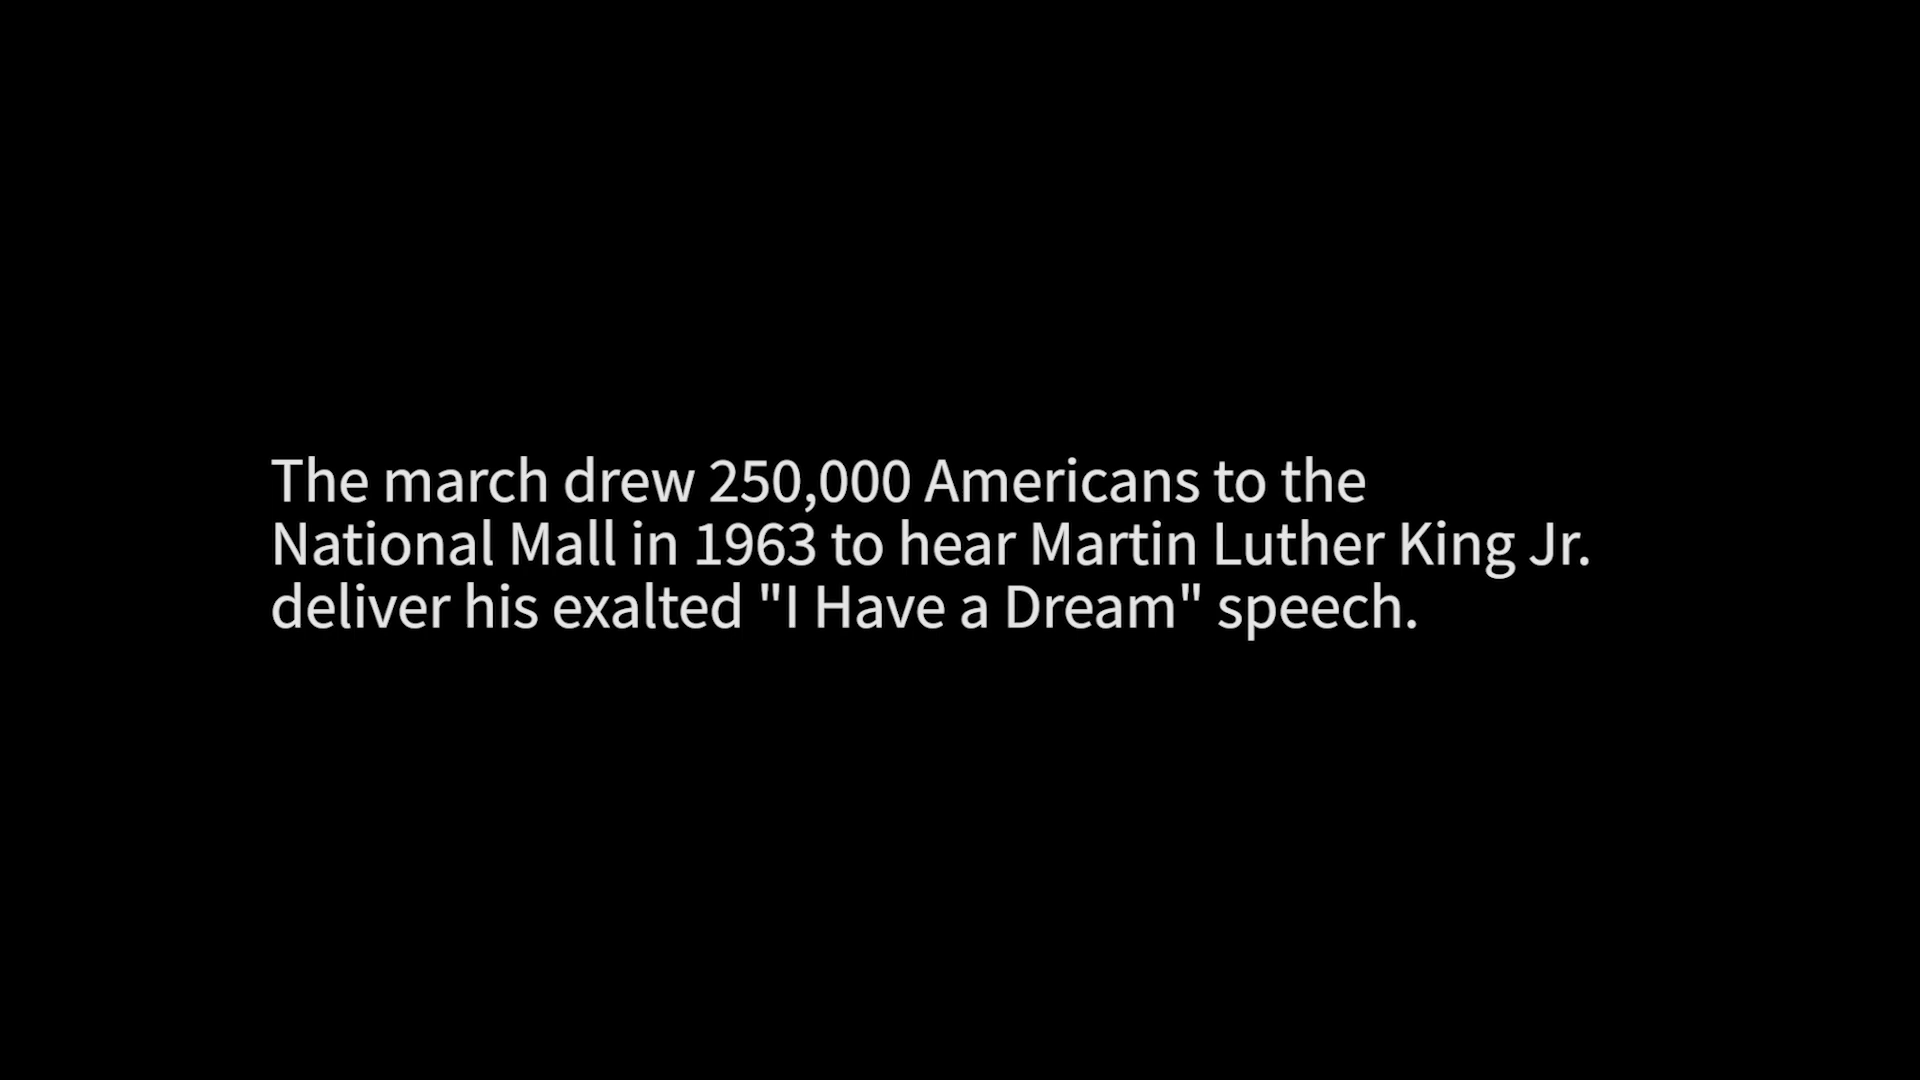 The march drew 250,000 Americans to the
National Mall in 1963 to hear Martin Luther King Jr.
deliver his exalted "I Have a Dream" speech.